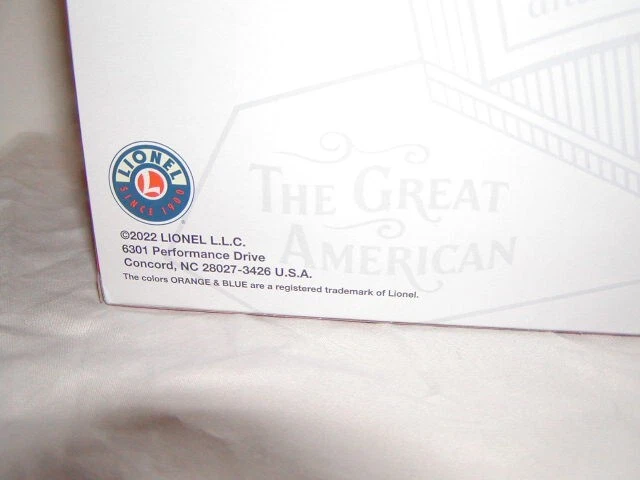 LIONEL
L
SINCE 1900
THE GREAT
AMERICAN
©2022 LIONEL L.L.C.
6301 Performance Drive
Concord, NC 28027-3426 U.S.A.
The colors ORANGE & BLUE are a registered trademark of Lionel.